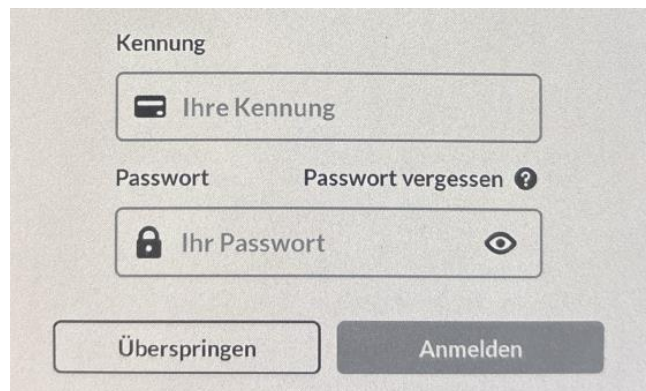 Kennung
Ihre Kennung
Passwort Passwort vergessen ?
Ihr Passwort
Überspringen Anmelden